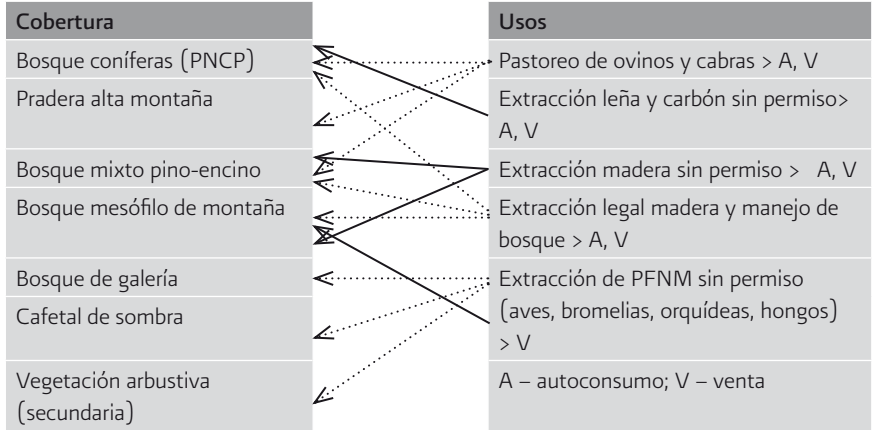 Cobertura
Bosque coníferas (PNCP)
Pradera alta montaña
Bosque mixto pino-encino
Bosque mesófilo de montaña
Bosque de galería
Cafetal de sombra
Vegetación arbustiva
(secundaria)
Usos
Pastoreo de ovinos y cabras > A, V
Extracción leña y carbón sin permiso>
A, V
Extracción madera sin permiso > A, V
Extracción legal madera y manejo de
bosque > A, V
Extracción de PFNM sin permiso
(aves, bromelias, orquídeas, hongos)
> V
A – autoconsumo; V – venta